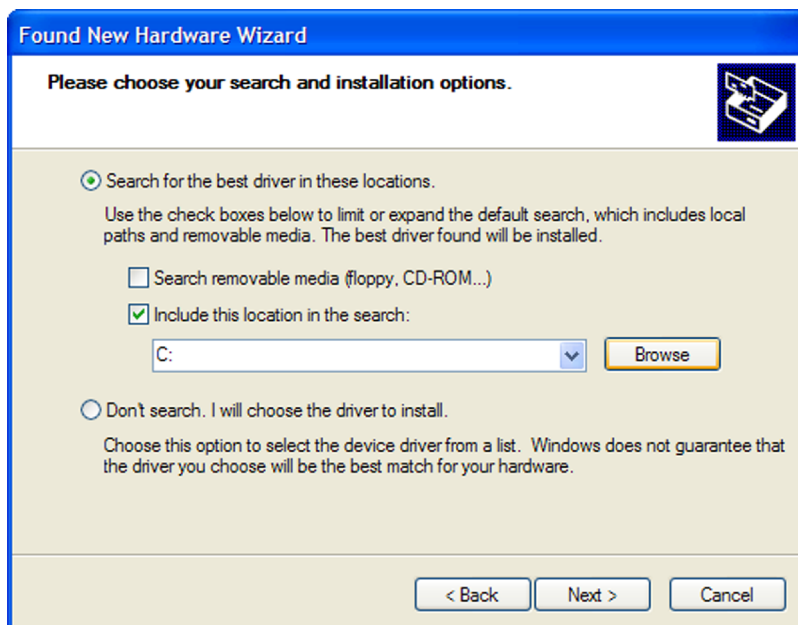 Found New Hardware Wizard
Please choose your search and installation options.
Search for the best driver in these locations.
Use the check boxes below to limit or expand the default search, which includes local
paths and removable media. The best driver found will be installed.
Search removable media (floppy, CD-ROM...)
Include this location in the search:
C:
Browse
Don't search. I will choose the driver to install.
Choose this option to select the device driver from a list.  Windows does not guarantee that
the driver you choose will be the best match for your hardware.
< Back
Next >
Cancel